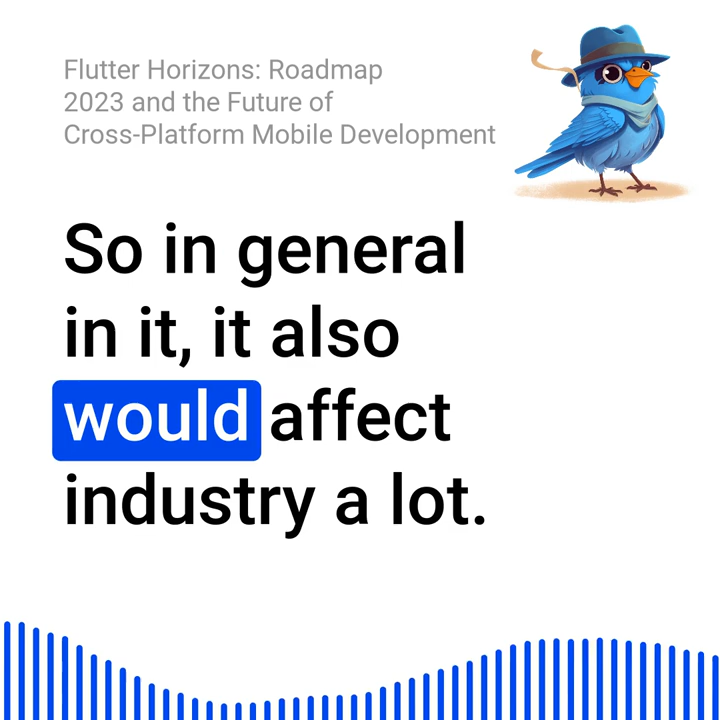 Flutter Horizons: Roadmap
2023 and the Future of
Cross-Platform Mobile Development
So in general
in it, it also
would affect
industry a lot.